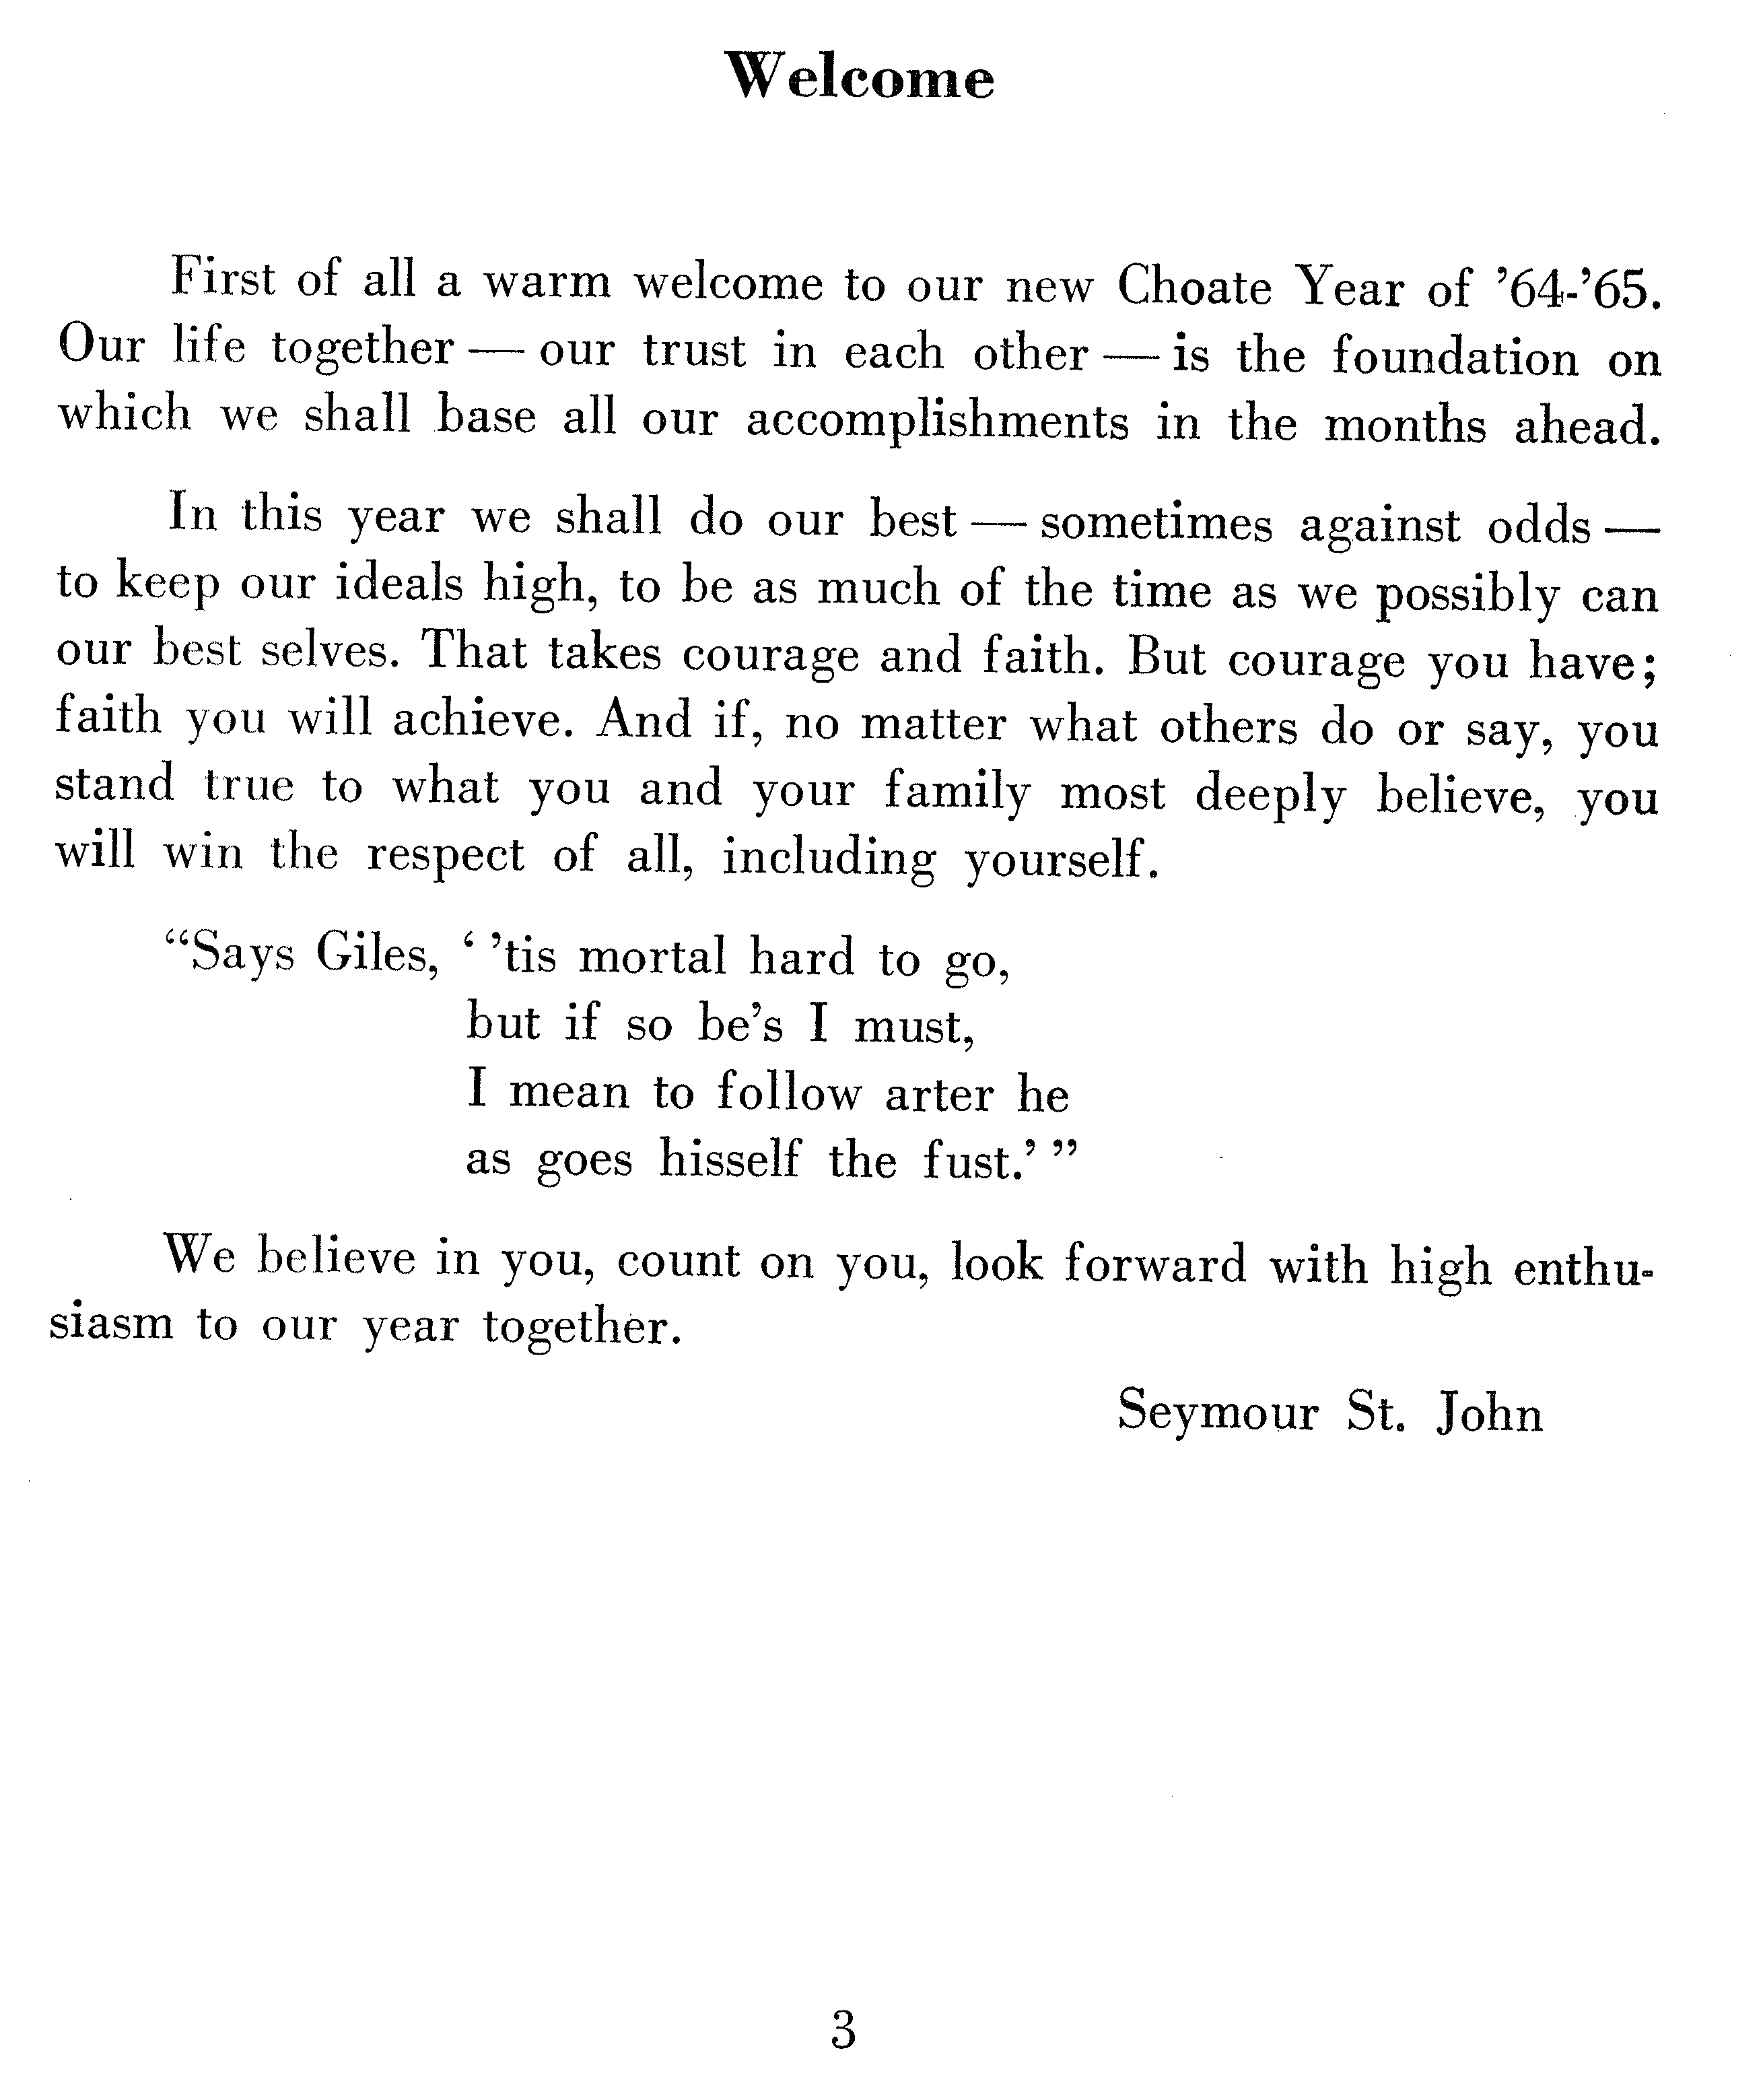 Welcome
First of all a warm welcome to our new Choate Year of ’64-’65.
Our life together — our trust in each other — is the foundation on
which we shall base all our accomplishments in the months ahead.
In this year we shall do our best — sometimes against odds —
to keep our ideals high, to be as much of the time as we possibly can
our best selves. That takes courage and faith. But courage you have;
faith you will achieve. And if, no matter what others do or say, you
stand true to what you and your family most deeply believe, you
will win the respect of all, including yourself.
“Says Giles, ‘ ’tis mortal hard to go,
but if so be’s I must,
I mean to follow arter he
as goes hisself the fust.’ ”
We believe in you, count on you, look forward with high enthu-
siasm to our year together.
Seymour St. John
3